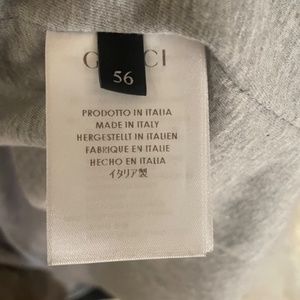 GUCCI
56
PRODOTTO IN ITALIA
MADE IN ITALY
HERGESTELLT IN ITALIEN
FABRIQUE EN ITALIE
HECHO EN ITALIA
イタリア製